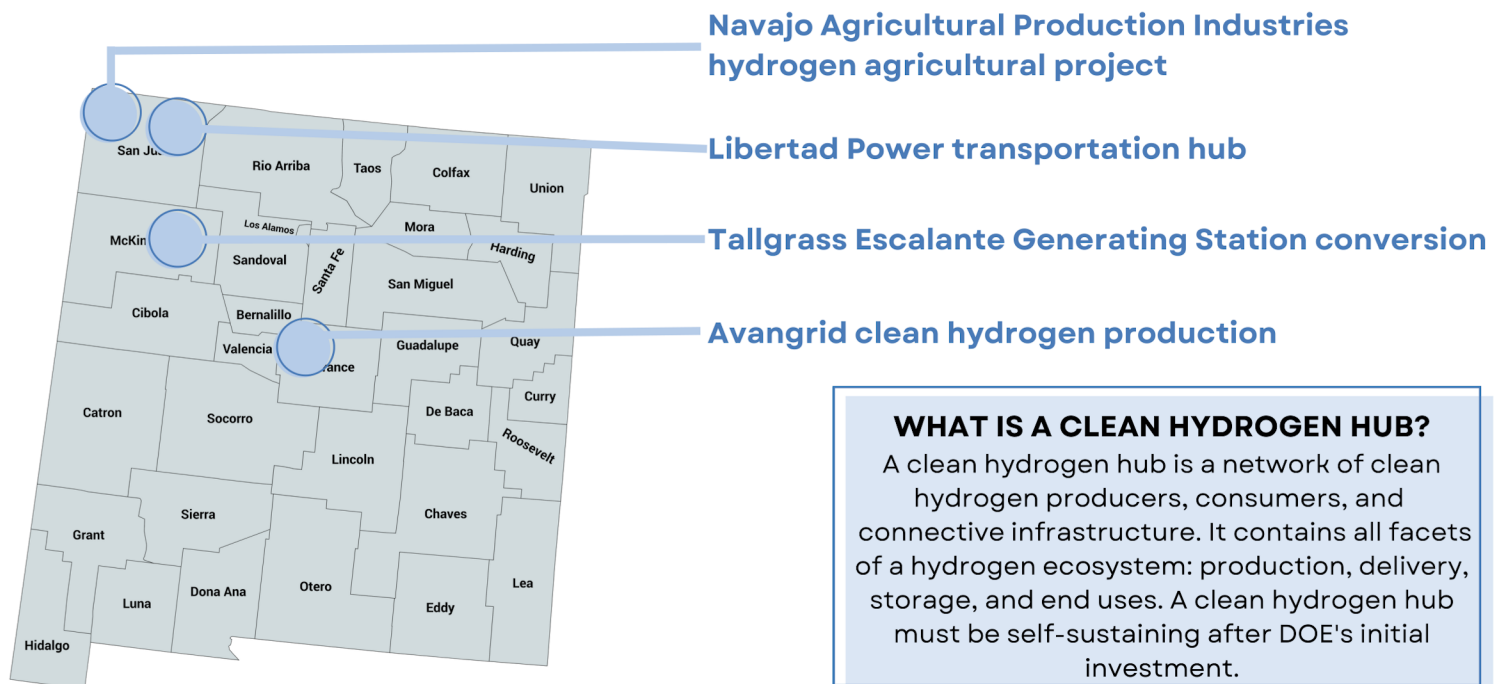 Navajo Agricultural Production Industries
hydrogen agricultural project
Libertad Power transportation hub
Tallgrass Escalante Generating Station conversion
Avangrid clean hydrogen production
San Ju
Rio Arriba
Taos
Colfax
Union
McKin
Los Alamos
Sandoval
Santa Fe
Mora
Harding
San Miguel
Cibola
Bernalillo
Valencia
rance
Guadalupe
Quay
Catron
Socorro
De Baca
Curry
Roosevelt
Lincoln
Grant
Sierra
Chaves
Hidalgo
Luna
Dona Ana
Otero
Eddy
Lea
WHAT IS A CLEAN HYDROGEN HUB?
A clean hydrogen hub is a network of clean
hydrogen producers, consumers, and
connective infrastructure. It contains all facets
of a hydrogen ecosystem: production, delivery,
storage, and end uses. A clean hydrogen hub
must be self-sustaining after DOE's initial
investment.